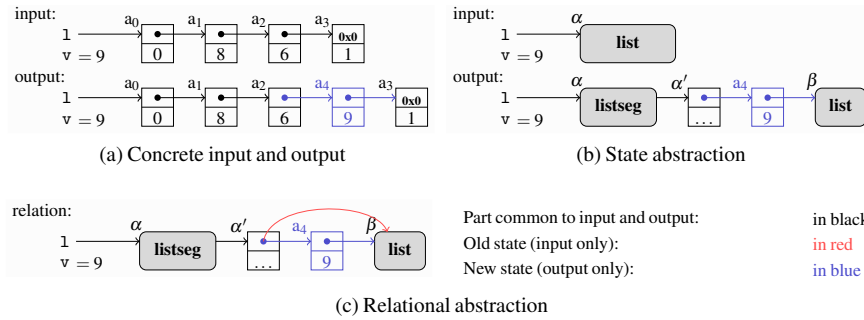 input:
a0 a1 a2 a3
l 0x0
v = 9 0 8 6 1
output:
a0 a1 a2 a4 a3
l 0x0
v = 9 0 8 6 9 1
(a) Concrete input and output
input:
α
l list
v = 9
output:
α α′ a4 β
l listseg list
v = 9 ... 9
(b) State abstraction
relation:
α α′ a4 β
l listseg list
v = 9 ... 9
Part common to input and output: in black
Old state (input only): in red
New state (output only): in blue
(c) Relational abstraction